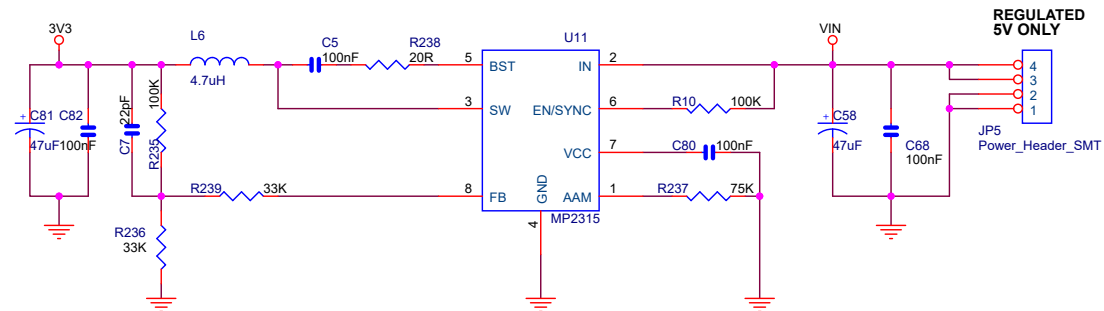 REGULATED
5V ONLY
3V3
L6
4.7uH
C5
100nF
R238
20R
U11
VIN
5
BST
IN
2
4
3
2
1
3
SW
EN/SYNC
6
R10
100K
C81
47uF
C82
100nF
C7
22pF
R235
100K
C58
47uF
C68
100nF
JP5
Power_Header_SMT
VCC
7
C80
100nF
R239
33K
8
FB
GND
4
AAM
1
R237
75K
MP2315
R236
33K